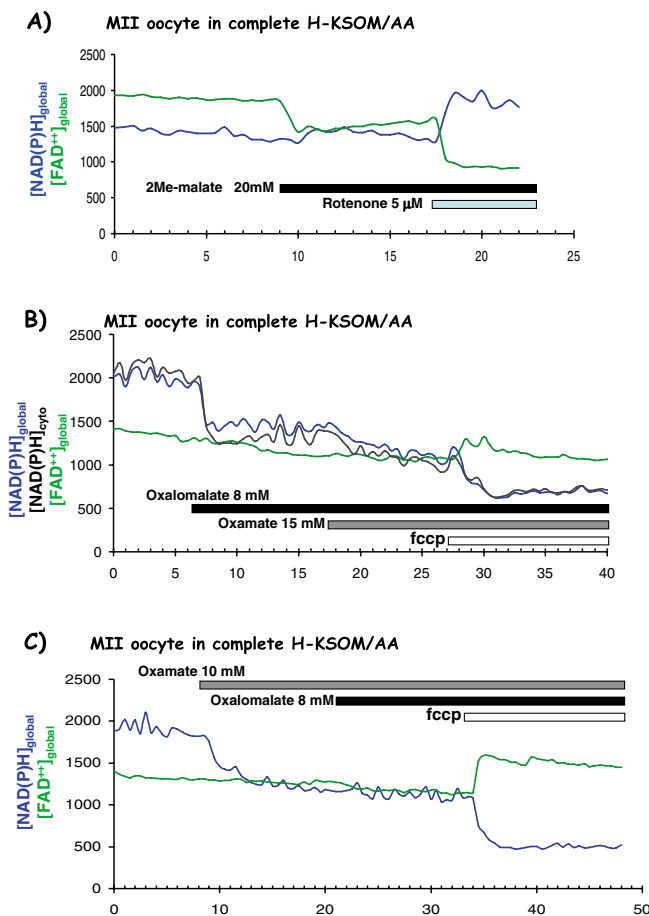 A) MII oocyte in complete H-KSOM/AA
[NAD(P)H]global
[FAD++]global
2500
2000
1500
1000
500
0
2Me-malate 20mM
Rotenone 5 µM
0 5 10 15 20 25
B) MII oocyte in complete H-KSOM/AA
[NAD(P)H]global
[NAD(P)H]cyto
[FAD++]global
2500
2000
1500
1000
500
0
Oxalomalate 8 mM
Oxamate 15 mM
fccp
0 5 10 15 20 25 30 35 40
C) MII oocyte in complete H-KSOM/AA
[NAD(P)H]global
[FAD++]global
Oxamate 10 mM
Oxalomalate 8 mM
fccp
2500
2000
1500
1000
500
0
0 10 20 30 40 50